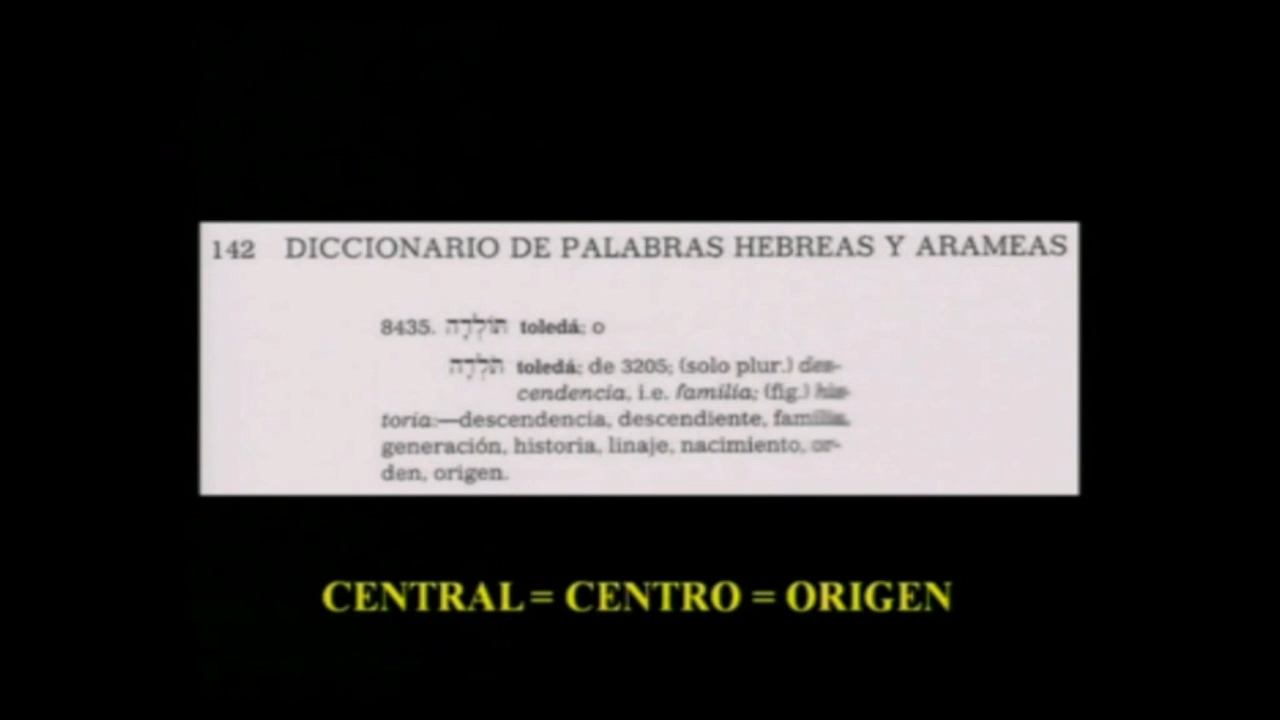 142 DICCIONARIO DE PALABRAS HEBREAS Y ARAMEAS
8435. תּוֹלְדָה toledá; o
תֹּלְדָה toledá; de 3205; (solo plur.) des-
cendencia, i.e. familia; (fig.) his-
toria:—descendencia, descendiente, familia,
generación, historia, linaje, nacimiento, or-
den, origen.
CENTRAL = CENTRO = ORIGEN